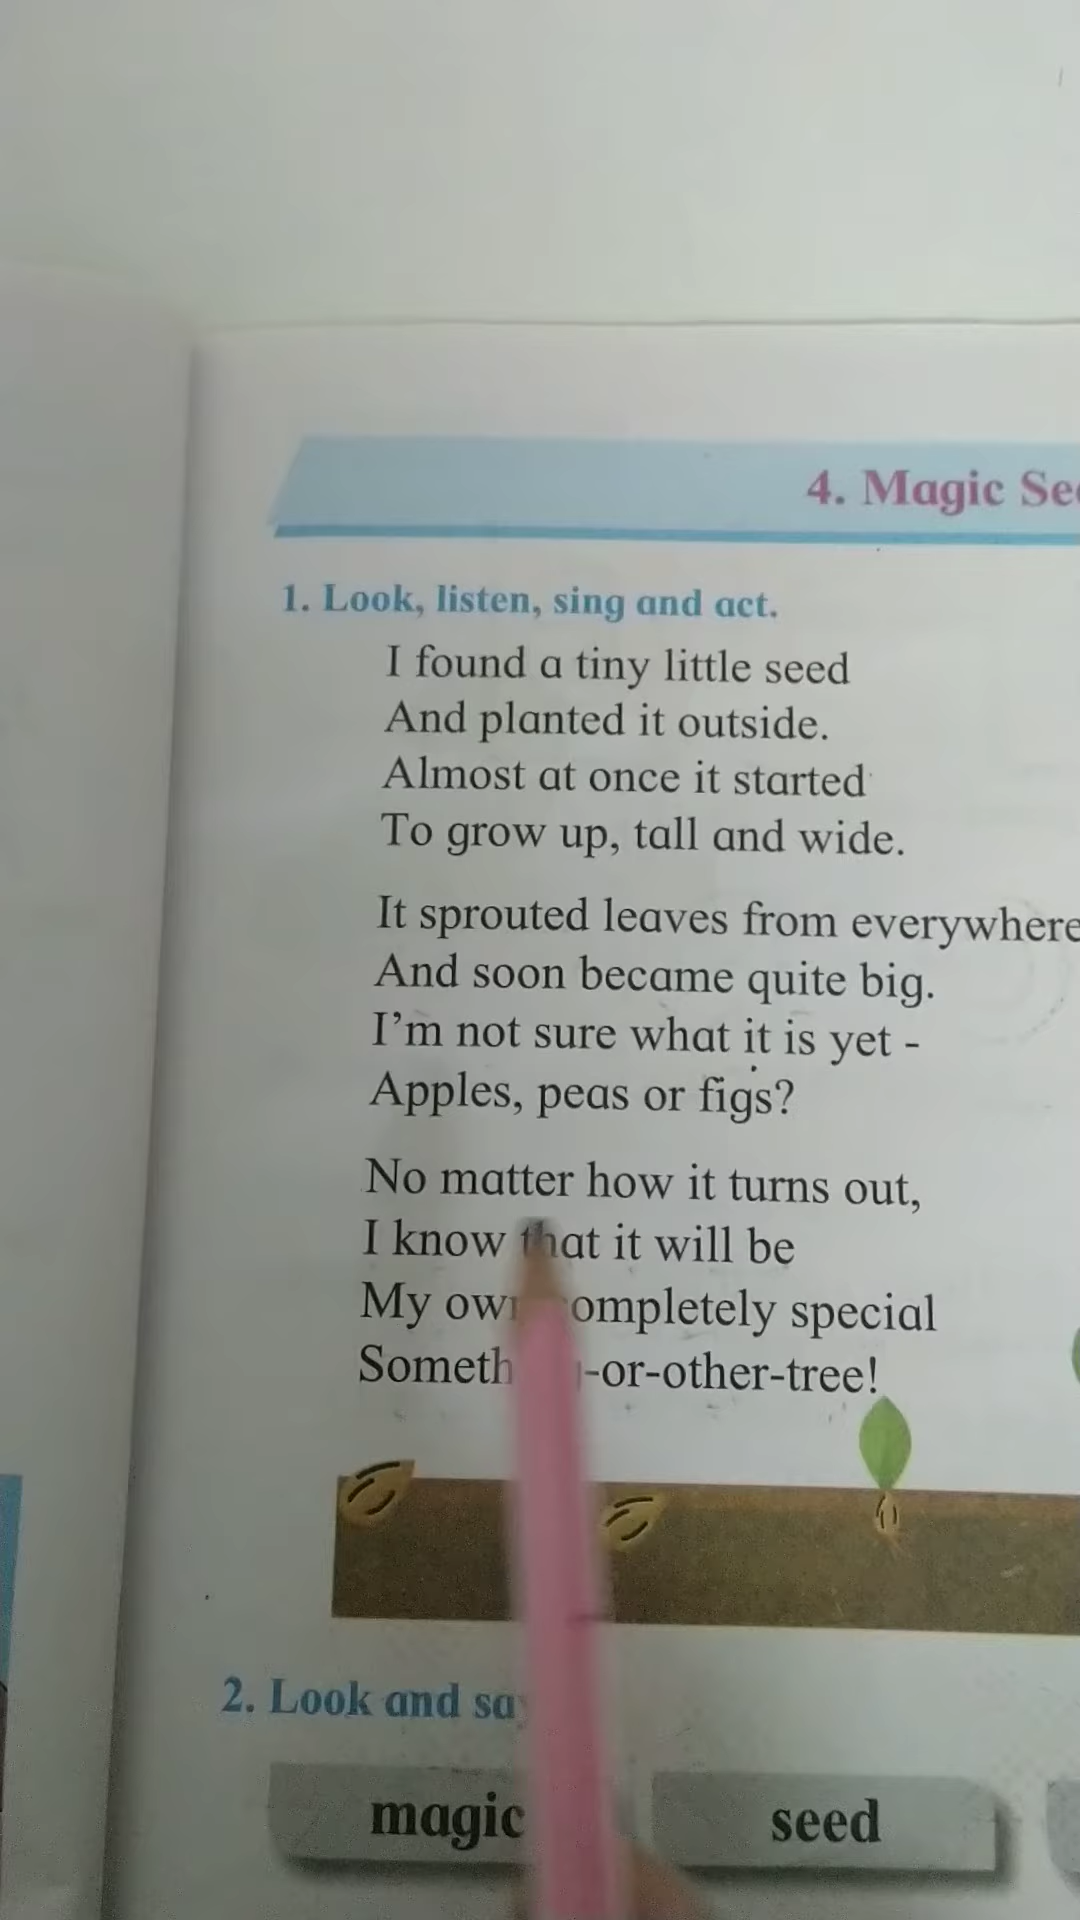 4. Magic
1. Look, listen, sing and act.
I found a tiny little seed
And planted it outside.
Almost at once it started
To grow up, tall and wide.
It sprouted leaves from everywhere
And soon became quite big.
I'm not sure what it is yet -
Apples, peas or figs?
No matter how it turns out,
I know that it will be
My own completely special
-or-other-tree!
2. Look and say
magic
seed